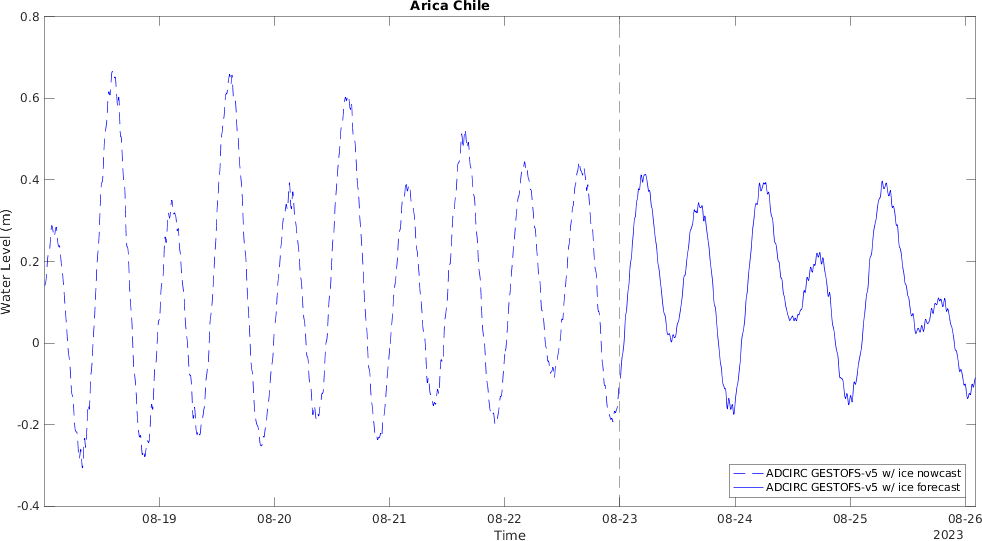 Arica Chile
0.8
0.6
0.4
0.2
0
-0.2
-0.4
Water Level (m)
08-19 08-20 08-21 08-22 08-23 08-24 08-25 08-26
Time
2023
ADCIRC GESTOFS-v5 w/ ice nowcast
ADCIRC GESTOFS-v5 w/ ice forecast